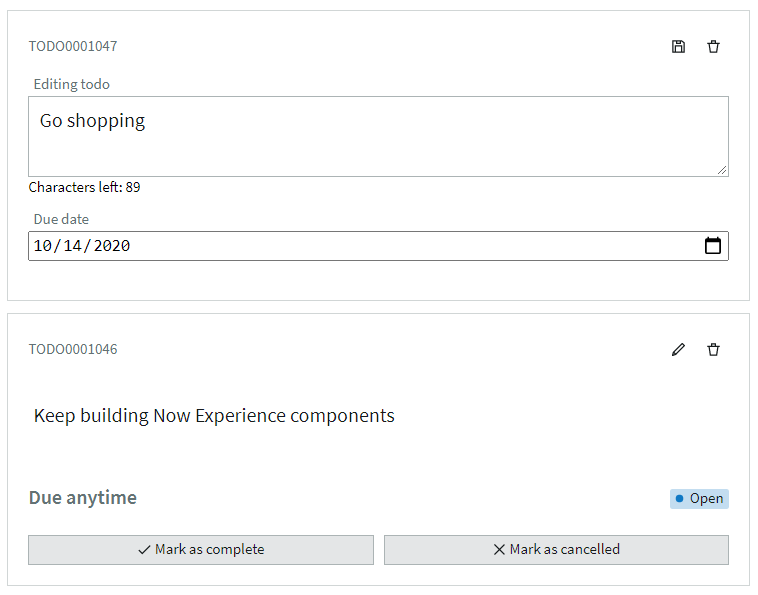 TODO0001047
Editing todo
Go shopping
Characters left: 89
Due date
10/14/2020
TODO0001046
Keep building Now Experience components
Due anytime
Open
Mark as complete
Mark as cancelled